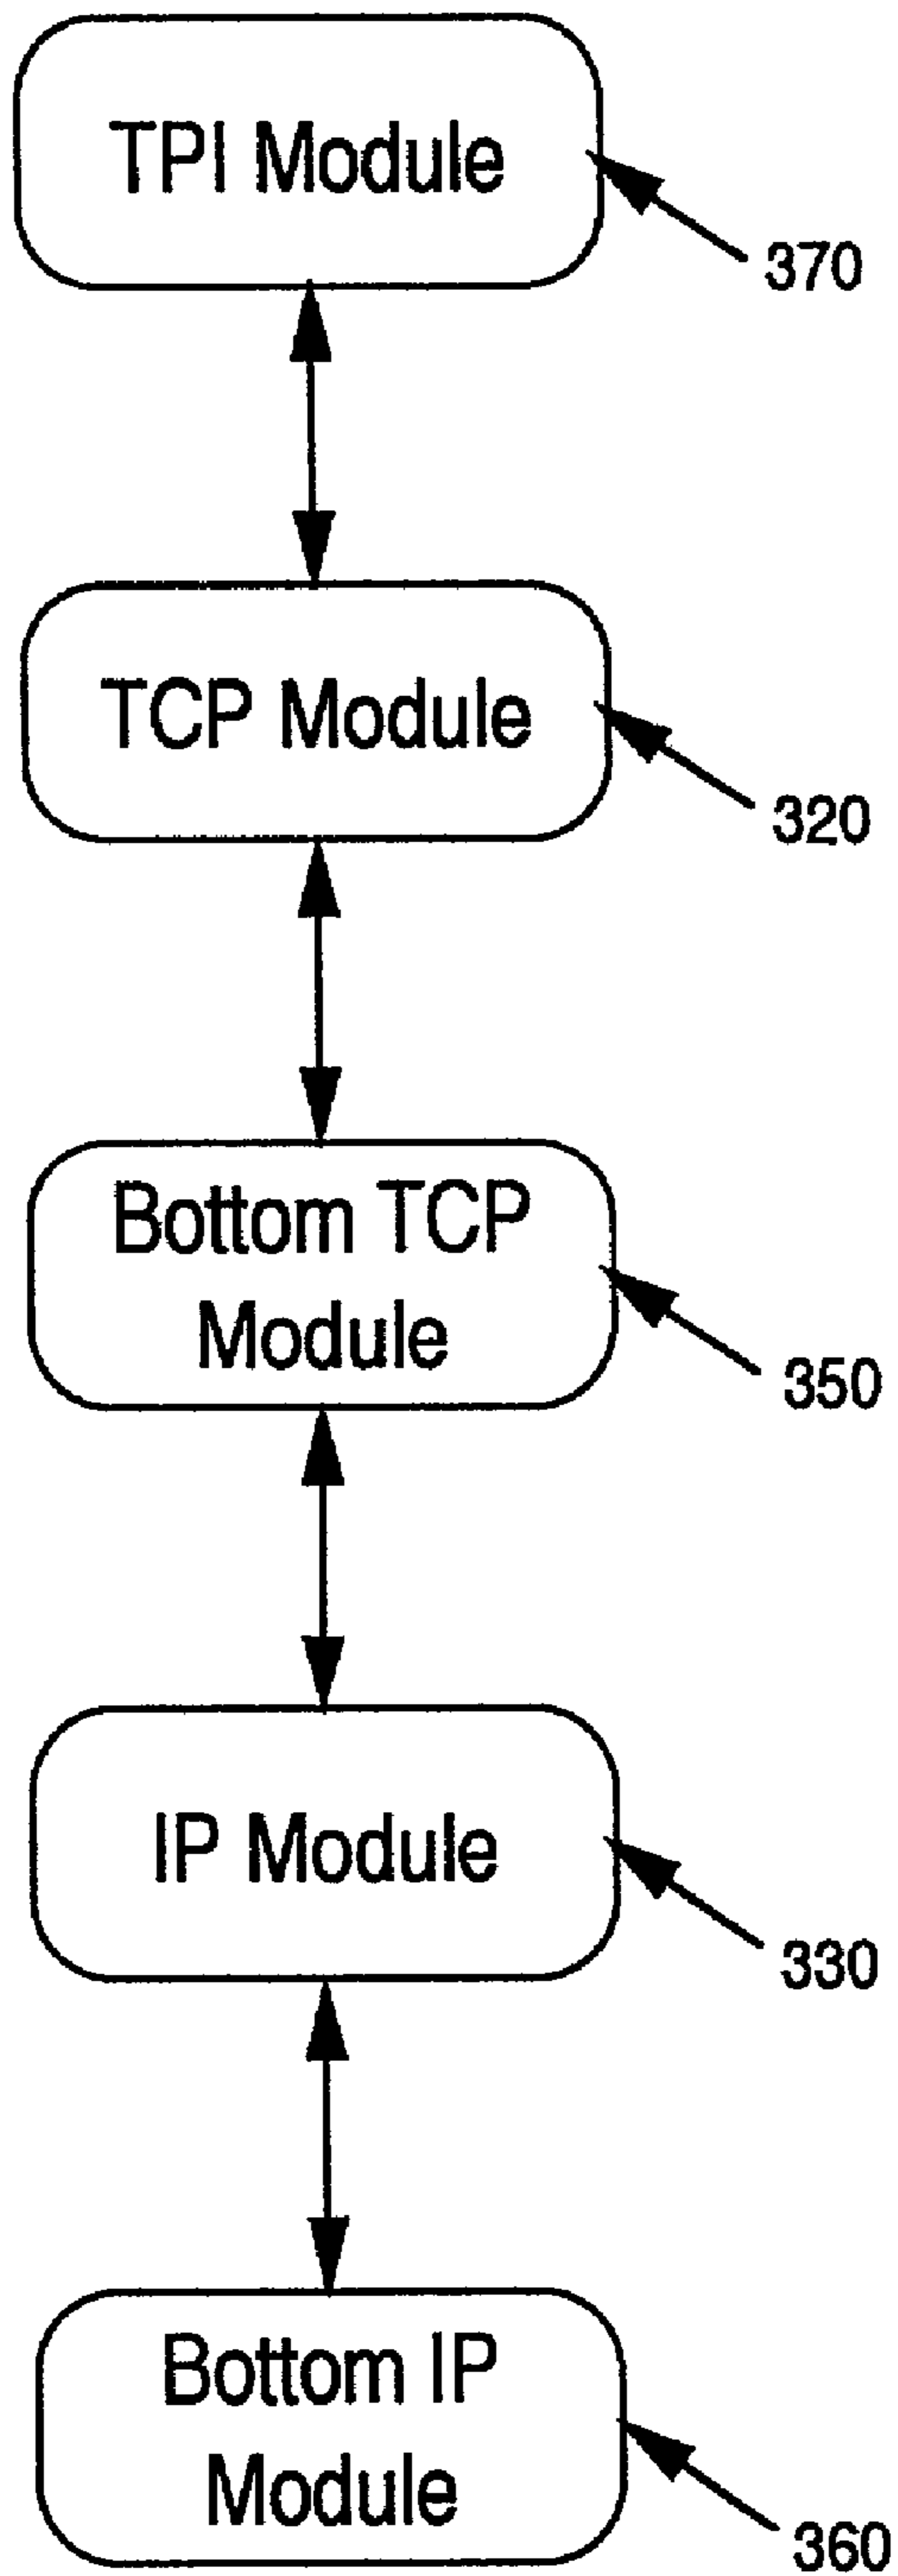 TPI Module
370
TCP Module
320
Bottom TCP
Module
350
IP Module
330
Bottom IP
Module
360